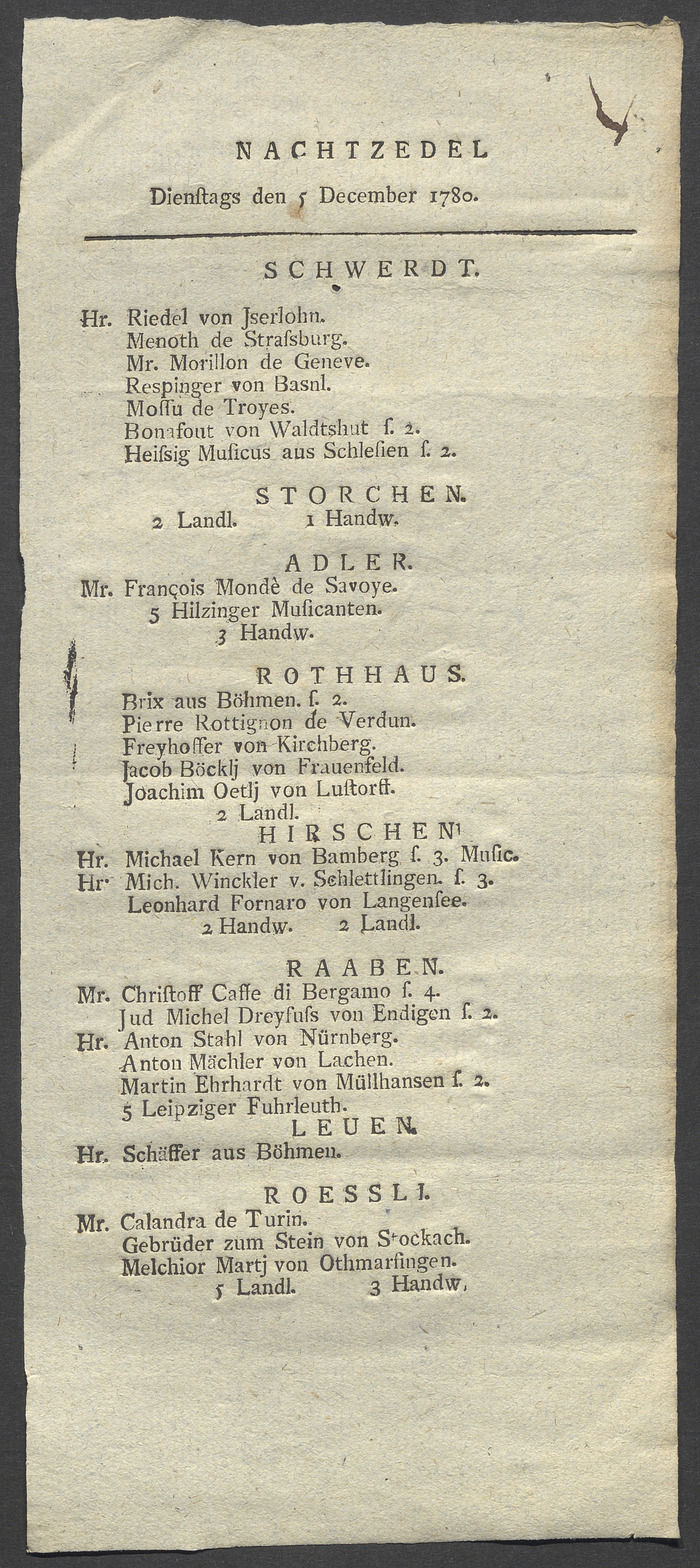 NACHTZEDEL
Dienſtags den 5 December 1780.
SCHWERDT.
Hr. Riedel von Jserlohn.
Menoth de Straſsburg.
Mr. Morillon de Geneve.
Respinger von Basnl.
Moſſu de Troyes.
Bonafout von Waldtshut ſ. 2.
Heiſsig Muſicus aus Schleſien ſ. 2.
STORCHEN.
2 Landl. 1 Handw.
ADLER.
Mr. François Mondè de Savoye.
5 Hilzinger Muſicanten.
3 Handw.
ROTHHAUS.
Brix aus Böhmen. ſ. 2.
Pierre Rottignon de Verdun.
Freyhoffer von Kirchberg.
Jacob Böcklj von Frauenfeld.
Joachim Oetlj von Luſtorff.
2 Landl.
HIRSCHEN
Hr. Michael Kern von Bamberg ſ. 3. Muſic.
Hr. Mich. Winckler v. Schlettlingen. ſ. 3.
Leonhard Fornaro von Langenſee.
2 Handw. 2 Landl.
RAABEN.
Mr. Chriſtoff Caſſe di Bergamo ſ. 4.
Jud Michel Dreyfuſs von Endigen ſ. 2.
Hr. Anton Stahl von Nürnberg.
Anton Mächler von Lachen.
Martin Ehrhardt von Müllhansen ſ. 2.
5 Leipziger Fuhrleuth.
LEUEN.
Hr. Schäffer aus Böhmen.
ROESSLI.
Mr. Calandra de Turin.
Gebrüder zum Stein von Stockach.
Melchior Martj von Othmarſingen.
5 Landl. 3 Handw.